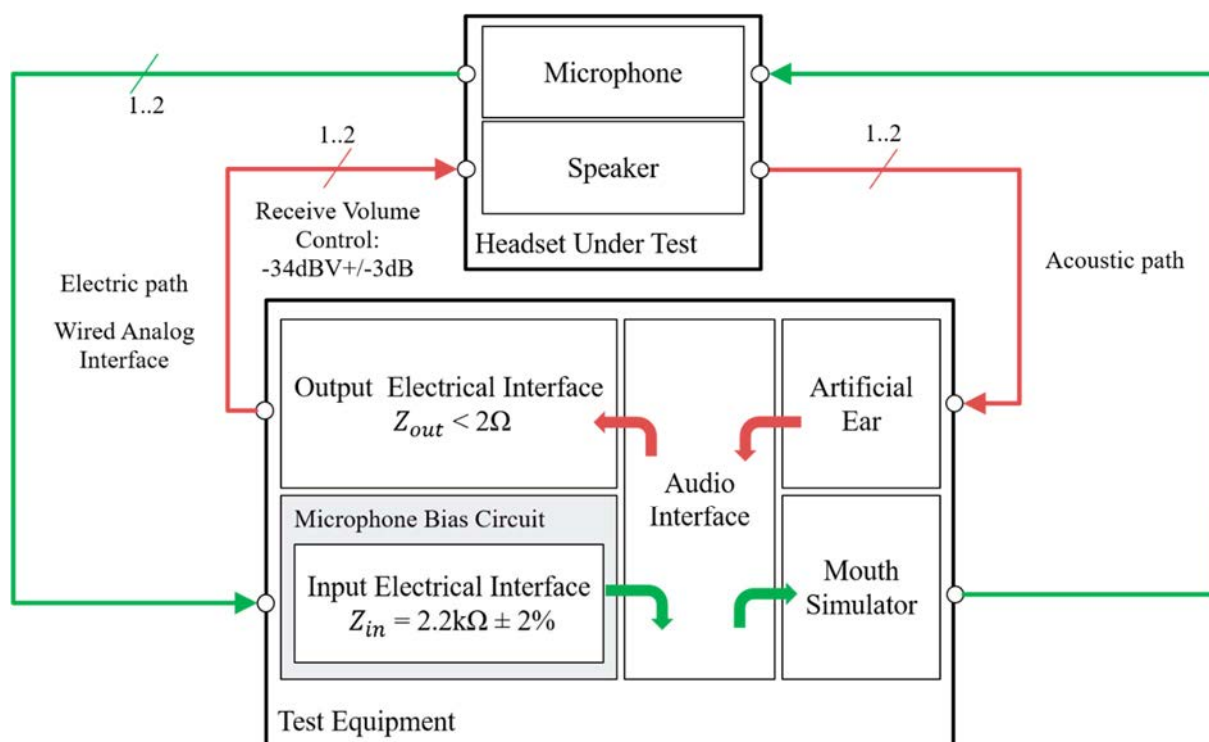 Microphone
1..2
1..2
1..2
Speaker
Receive Volume
Control:
-34dBV+/-3dB
Headset Under Test
Electric path
Acoustic path
Wired Analog
Interface
Output Electrical Interface
Z_out < 2Ω
Artificial
Ear
Audio
Interface
Microphone Bias Circuit
Input Electrical Interface
Z_in = 2.2kΩ ± 2%
Mouth
Simulator
Test Equipment